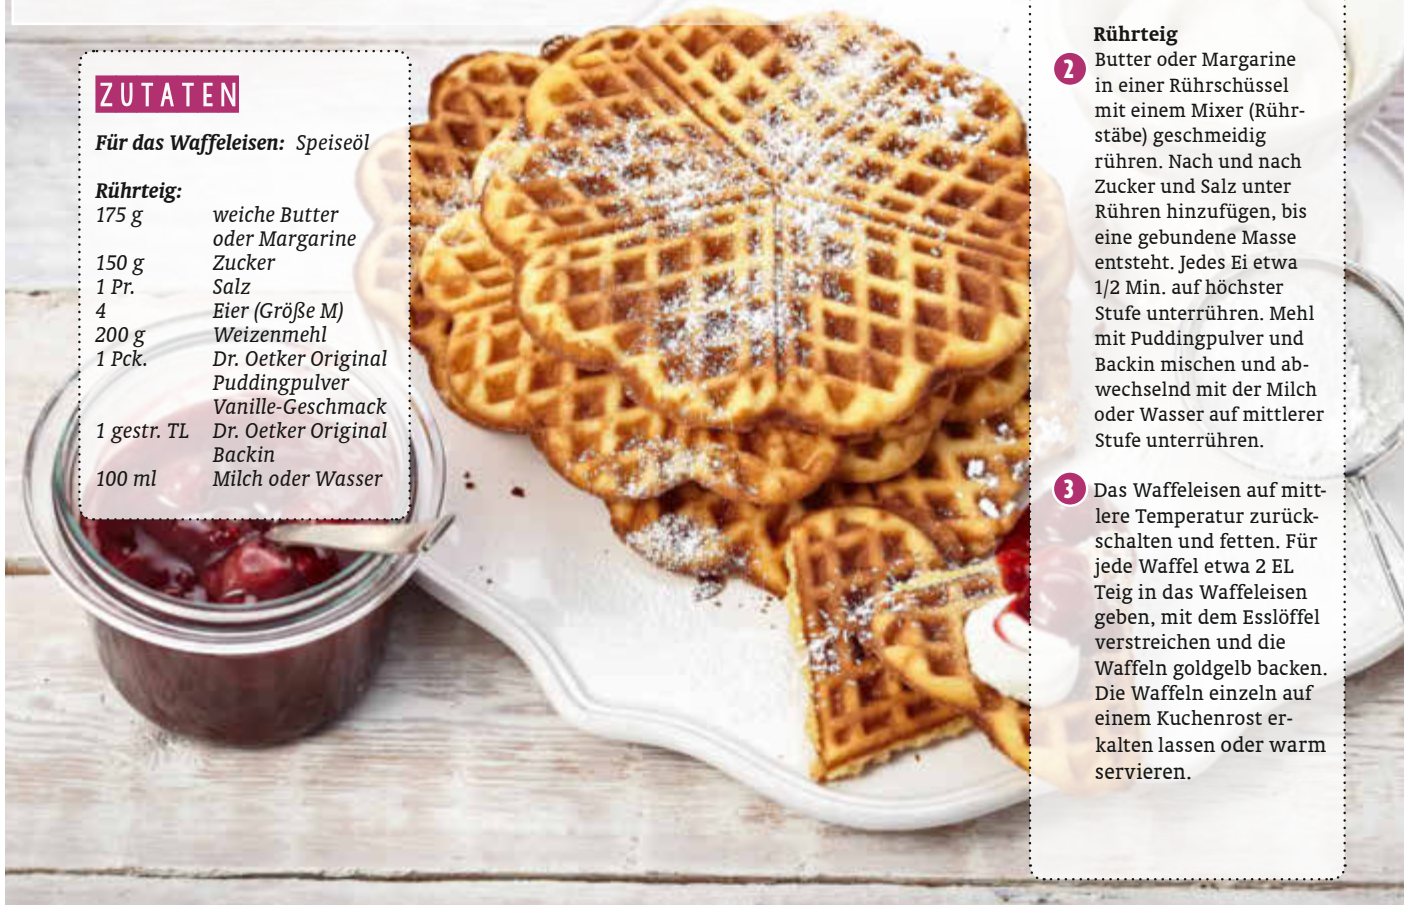 ZUTATEN
Für das Waffeleisen: Speiseöl
Rührteig:
175 g weiche Butter
oder Margarine
150 g Zucker
1 Pr. Salz
4 Eier (Größe M)
200 g Weizenmehl
1 Pck. Dr. Oetker Original
Puddingpulver
Vanille-Geschmack
1 gestr. TL Dr. Oetker Original
Backin
100 ml Milch oder Wasser
Rührteig
2 Butter oder Margarine
in einer Rührschüssel
mit einem Mixer (Rühr-
stäbe) geschmeidig
rühren. Nach und nach
Zucker und Salz unter
Rühren hinzufügen, bis
eine gebundene Masse
entsteht. Jedes Ei etwa
1/2 Min. auf höchster
Stufe unterrühren. Mehl
mit Puddingpulver und
Backin mischen und ab-
wechselnd mit der Milch
oder Wasser auf mittlerer
Stufe unterrühren.
3 Das Waffeleisen auf mitt-
lere Temperatur zurück-
schalten und fetten. Für
jede Waffel etwa 2 EL
Teig in das Waffeleisen
geben, mit dem Esslöffel
verstreichen und die
Waffeln goldgelb backen.
Die Waffeln einzeln auf
einem Kuchenrost er-
kalten lassen oder warm
servieren.